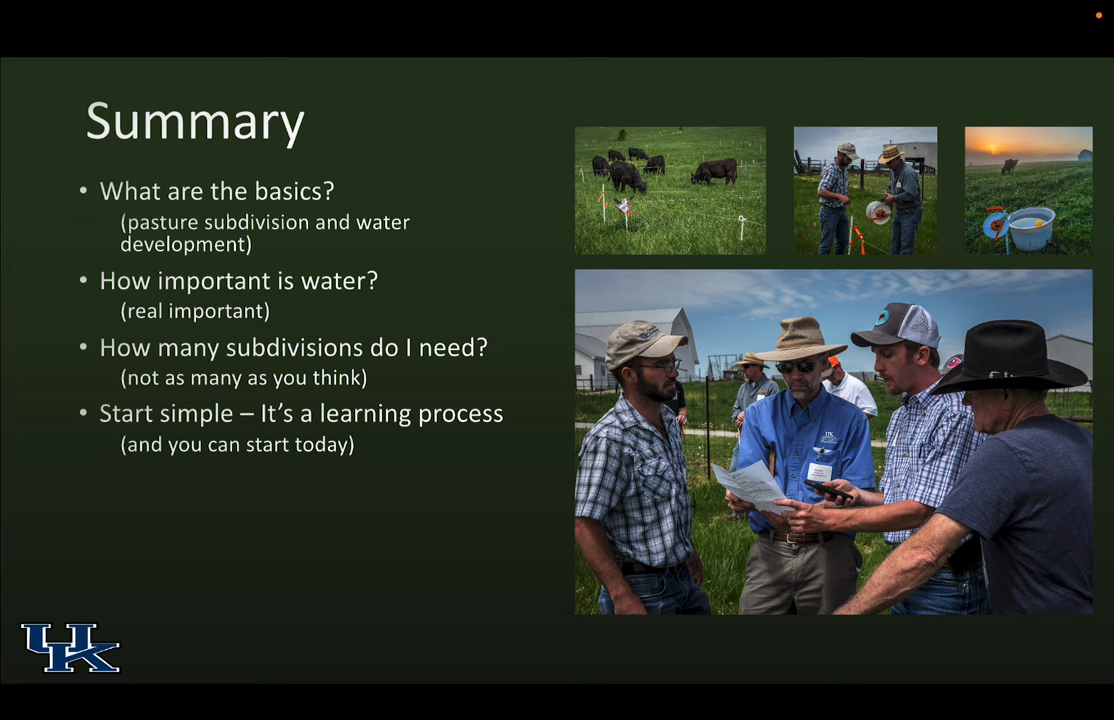 Summary
• What are the basics?
(pasture subdivision and water
development)
• How important is water?
(real important)
• How many subdivisions do I need?
(not as many as you think)
• Start simple – It’s a learning process
(and you can start today)
UK